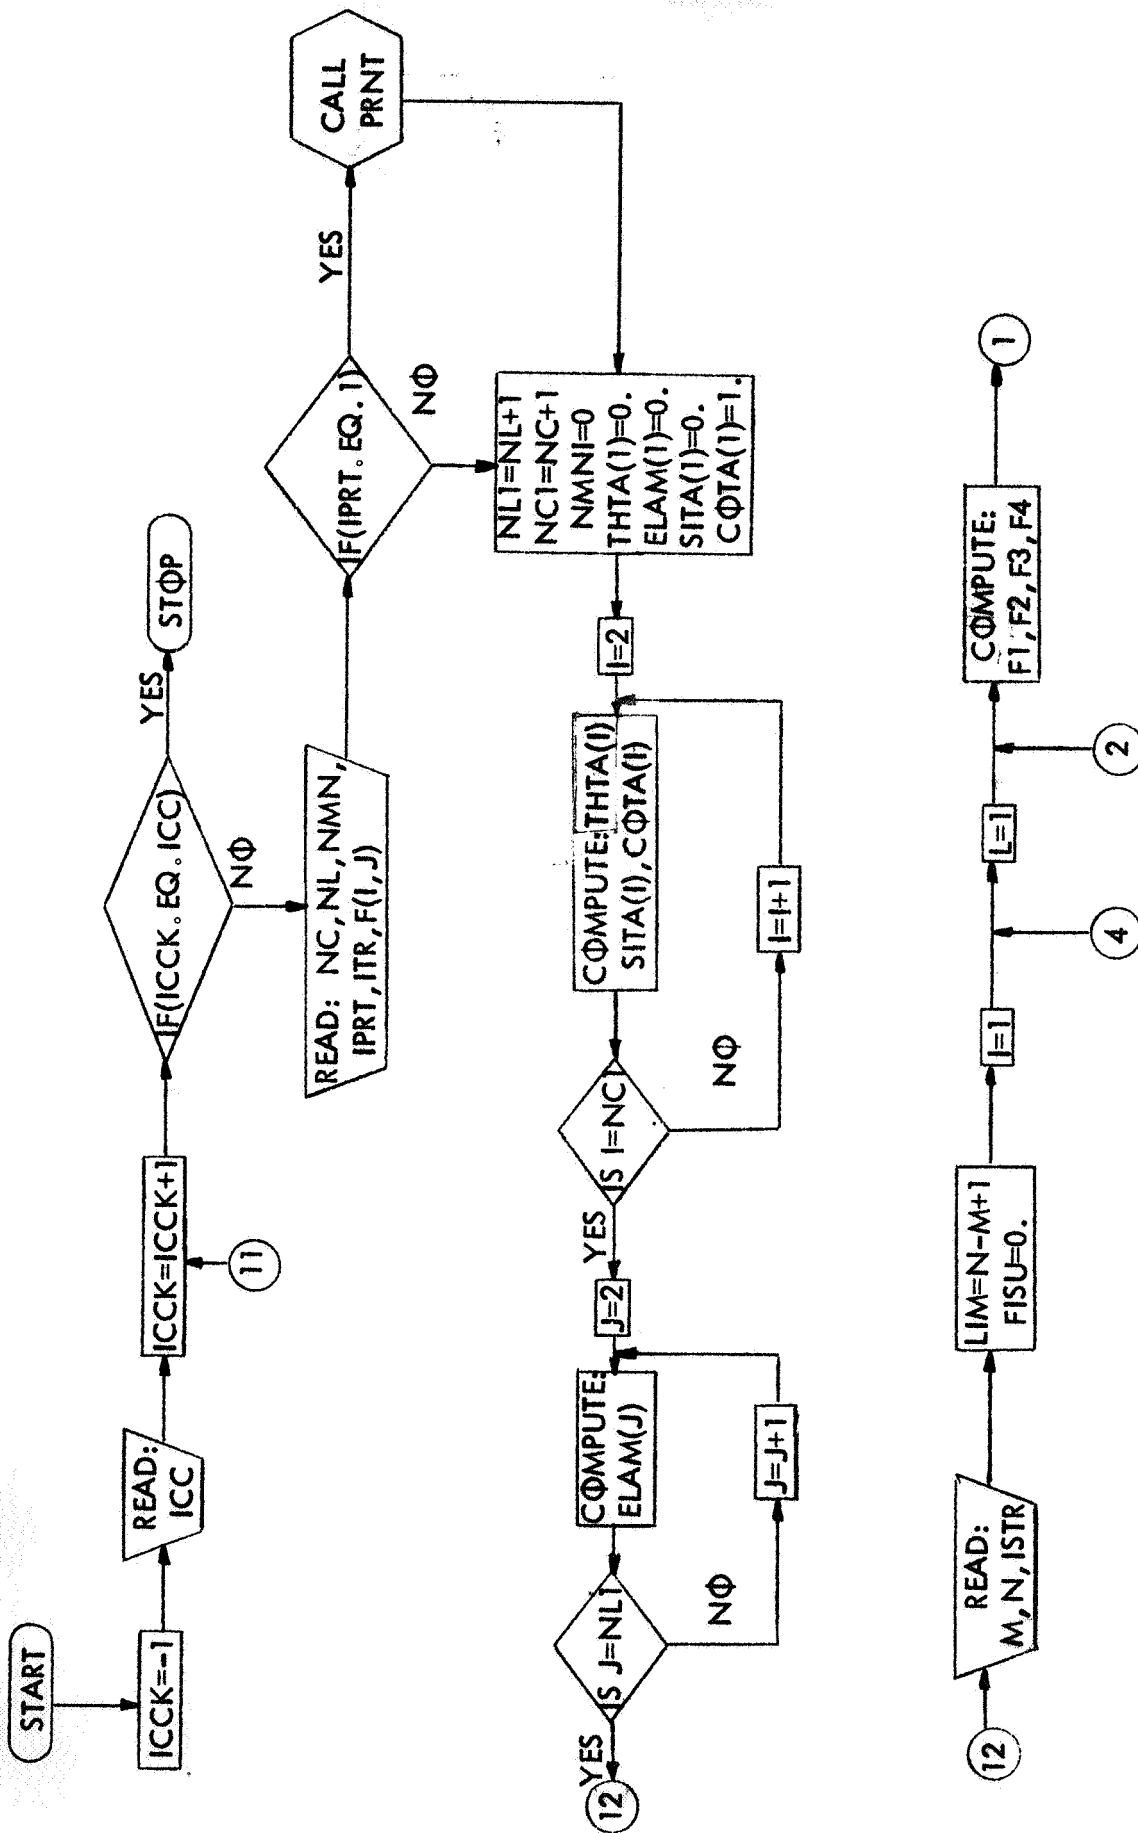 START
ICCK=-1
READ:
ICC
ICCK=ICCK+1
11
IF(ICCK.EQ.ICC)
YES
STΦP
NΦ
READ: NC,NL,NMN,
IPRT,ITR,F(I,J)
IF(IPRT.EQ.1)
YES
CALL
PRNT
NΦ
NL1=NL+1
NC1=NC+1
NMNI=0
THTA(1)=0.
ELAM(1)=0.
SITA(1)=0.
CΦTA(1)=1.
I=2
COMPUTE:THTA(I)
SITA(I),CΦTA(I)
I=I+1
IS I=NC1
NΦ
YES
J=2
CΦMPUTE:
ELAM(J)
J=J+1
IS J=NL1
NΦ
YES
12
12
READ:
M,N,ISTR
LIM=N-M+1
FISU=0.
I=1
4
L=1
2
CΦMPUTE:
F1,F2,F3,F4
1